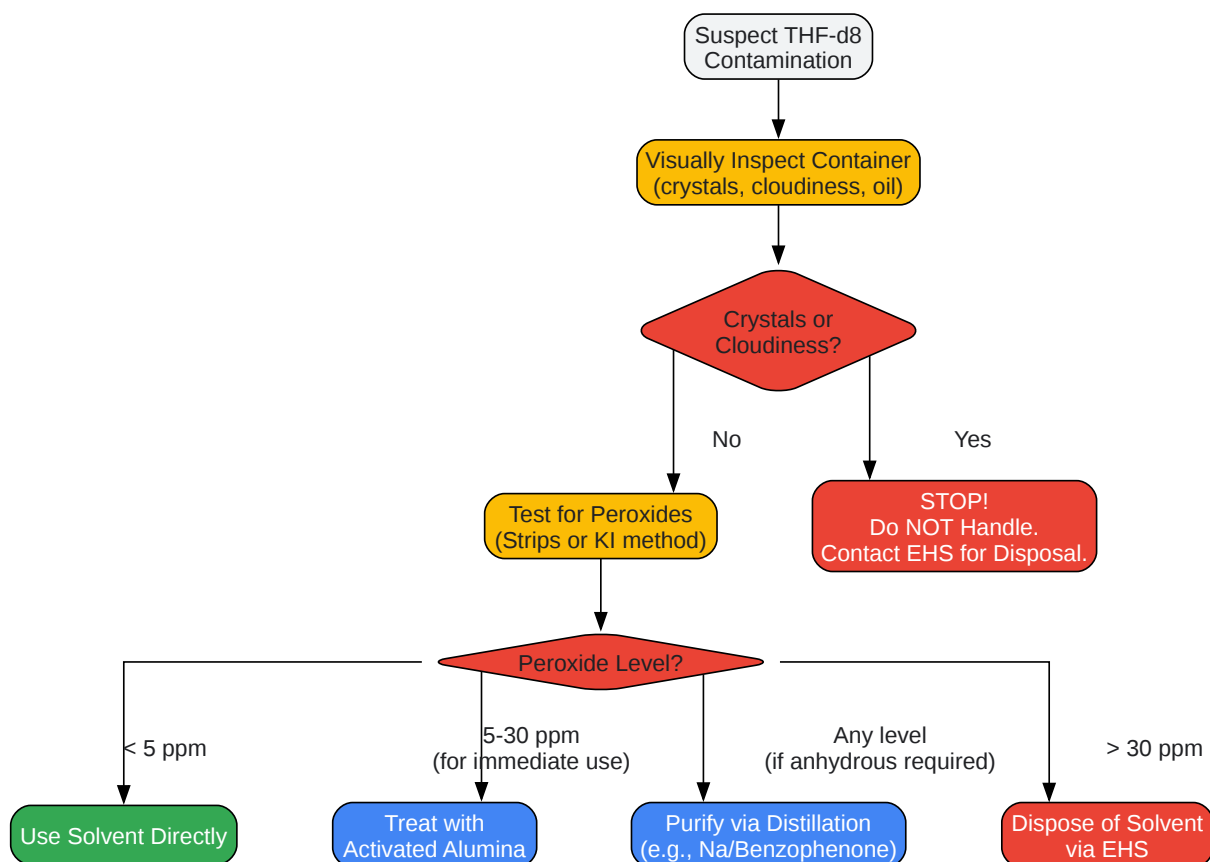 Suspect THF-d8
Contamination
Visually Inspect Container
(crystals, cloudiness, oil)
Crystals or
Cloudiness?
No
Yes
Test for Peroxides
(Strips or KI method)
STOP!
Do NOT Handle.
Contact EHS for Disposal.
Peroxide Level?
< 5 ppm
5-30 ppm
(for immediate use)
Any level
(if anhydrous required)
> 30 ppm
Use Solvent Directly
Treat with
Activated Alumina
Purify via Distillation
(e.g., Na/Benzophenone)
Dispose of Solvent
via EHS